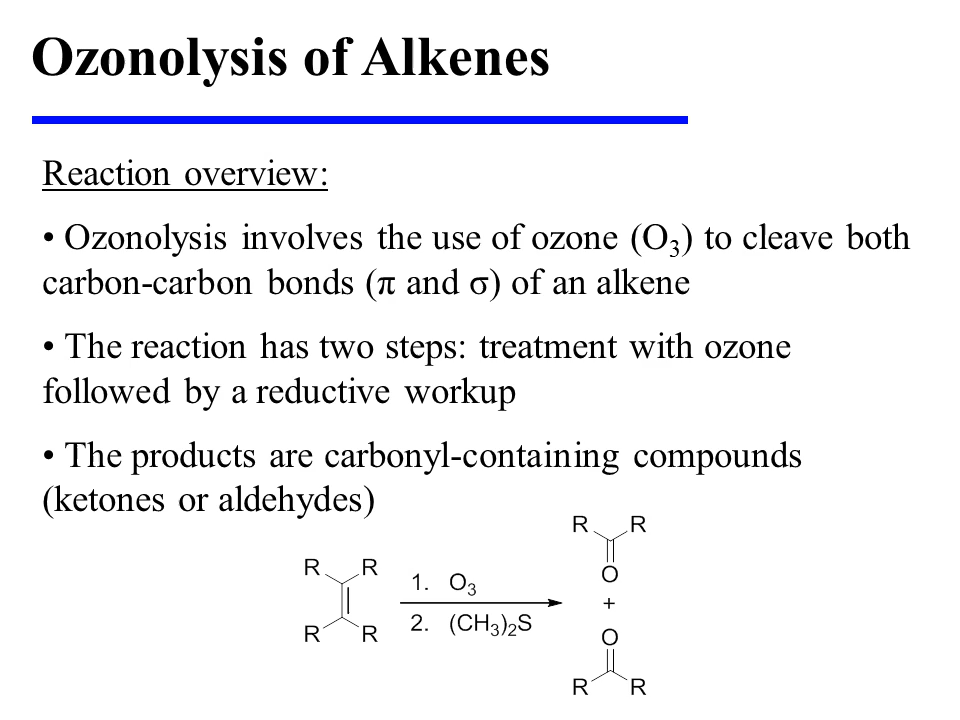 Ozonolysis of Alkenes
Reaction overview:
• Ozonolysis involves the use of ozone (O₃) to cleave both
carbon-carbon bonds (π and σ) of an alkene
• The reaction has two steps: treatment with ozone
followed by a reductive workup
• The products are carbonyl-containing compounds
(ketones or aldehydes)
R R
R R
1. O₃
2. (CH₃)₂S
R R
O
+
O
R R
R R